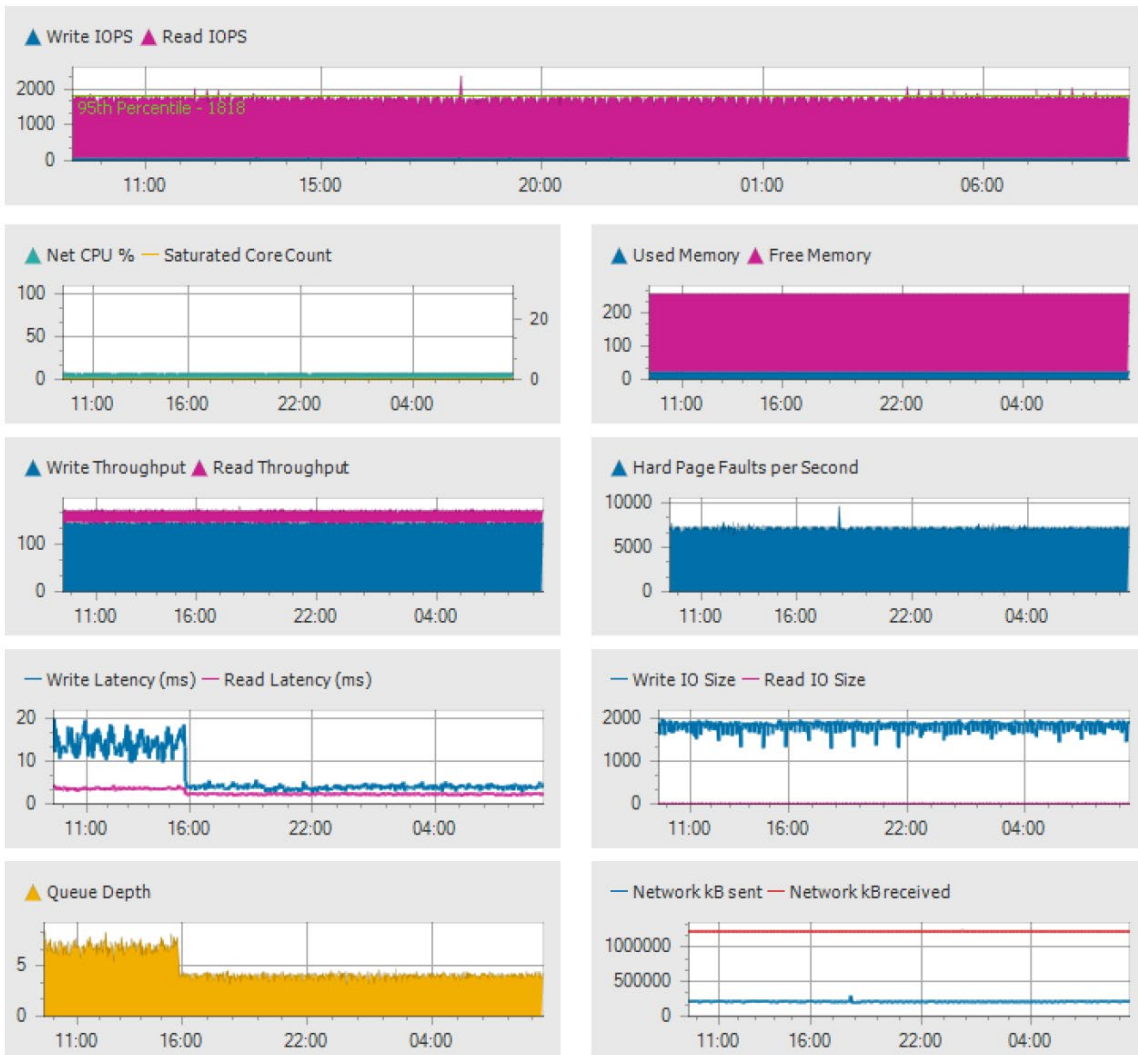 Write IOPS Read IOPS
2000
95th Percentile - 1818
1000
0
11:00 15:00 20:00 01:00 06:00
Net CPU % Saturated Core Count
100
50
0
20
0
11:00 16:00 22:00 04:00
Used Memory Free Memory
200
100
0
11:00 16:00 22:00 04:00
Write Throughput Read Throughput
100
0
11:00 16:00 22:00 04:00
Hard Page Faults per Second
10000
5000
0
11:00 16:00 22:00 04:00
Write Latency (ms) Read Latency (ms)
20
10
0
11:00 16:00 22:00 04:00
Write IO Size Read IO Size
2000
1000
0
11:00 16:00 22:00 04:00
Queue Depth
5
0
11:00 16:00 22:00 04:00
Network kB sent Network kB received
1000000
500000
0
11:00 16:00 22:00 04:00